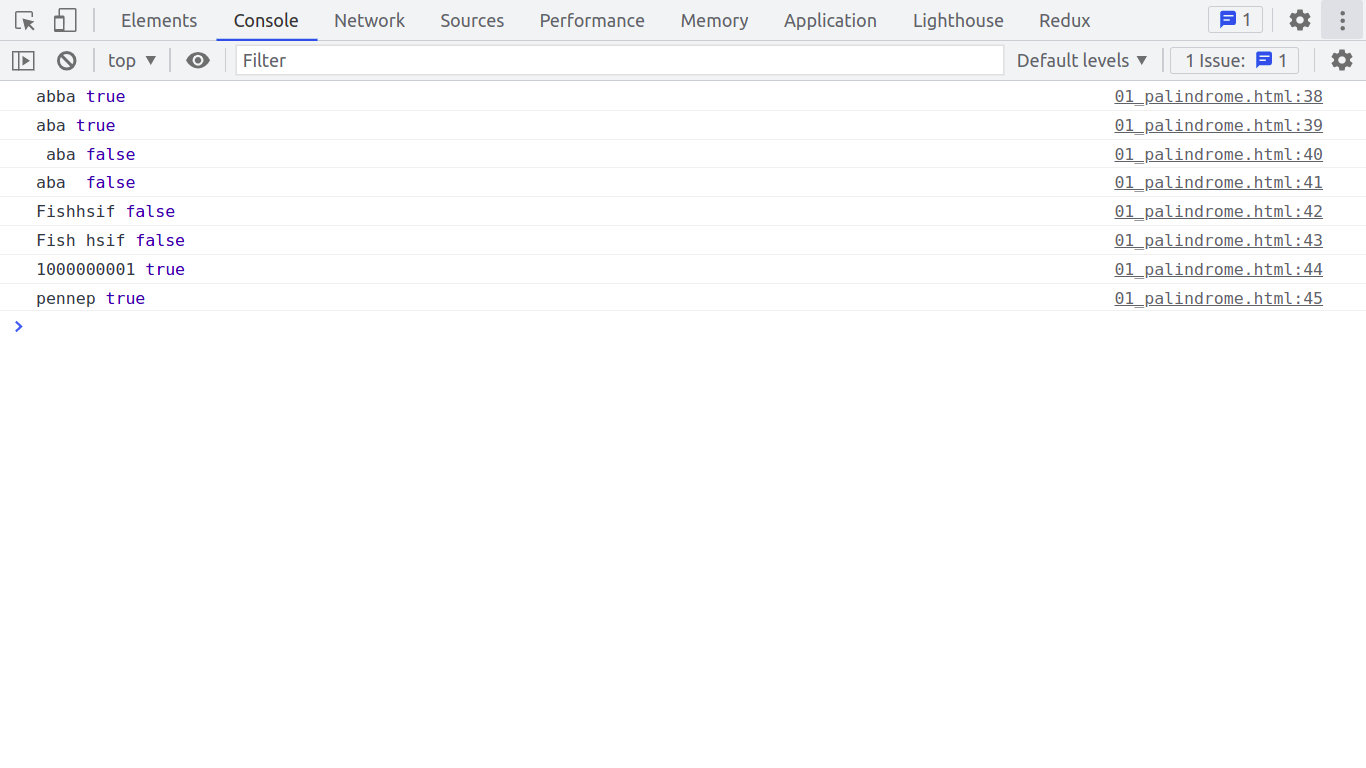 Elements Console Network Sources Performance Memory Application Lighthouse Redux 1
top Filter Default levels 1 Issue: 1
abba true 01_palindrome.html:38
aba true 01_palindrome.html:39
 aba false 01_palindrome.html:40
aba  false 01_palindrome.html:41
Fishhsif false 01_palindrome.html:42
Fish hsif false 01_palindrome.html:43
1000000001 true 01_palindrome.html:44
pennep true 01_palindrome.html:45